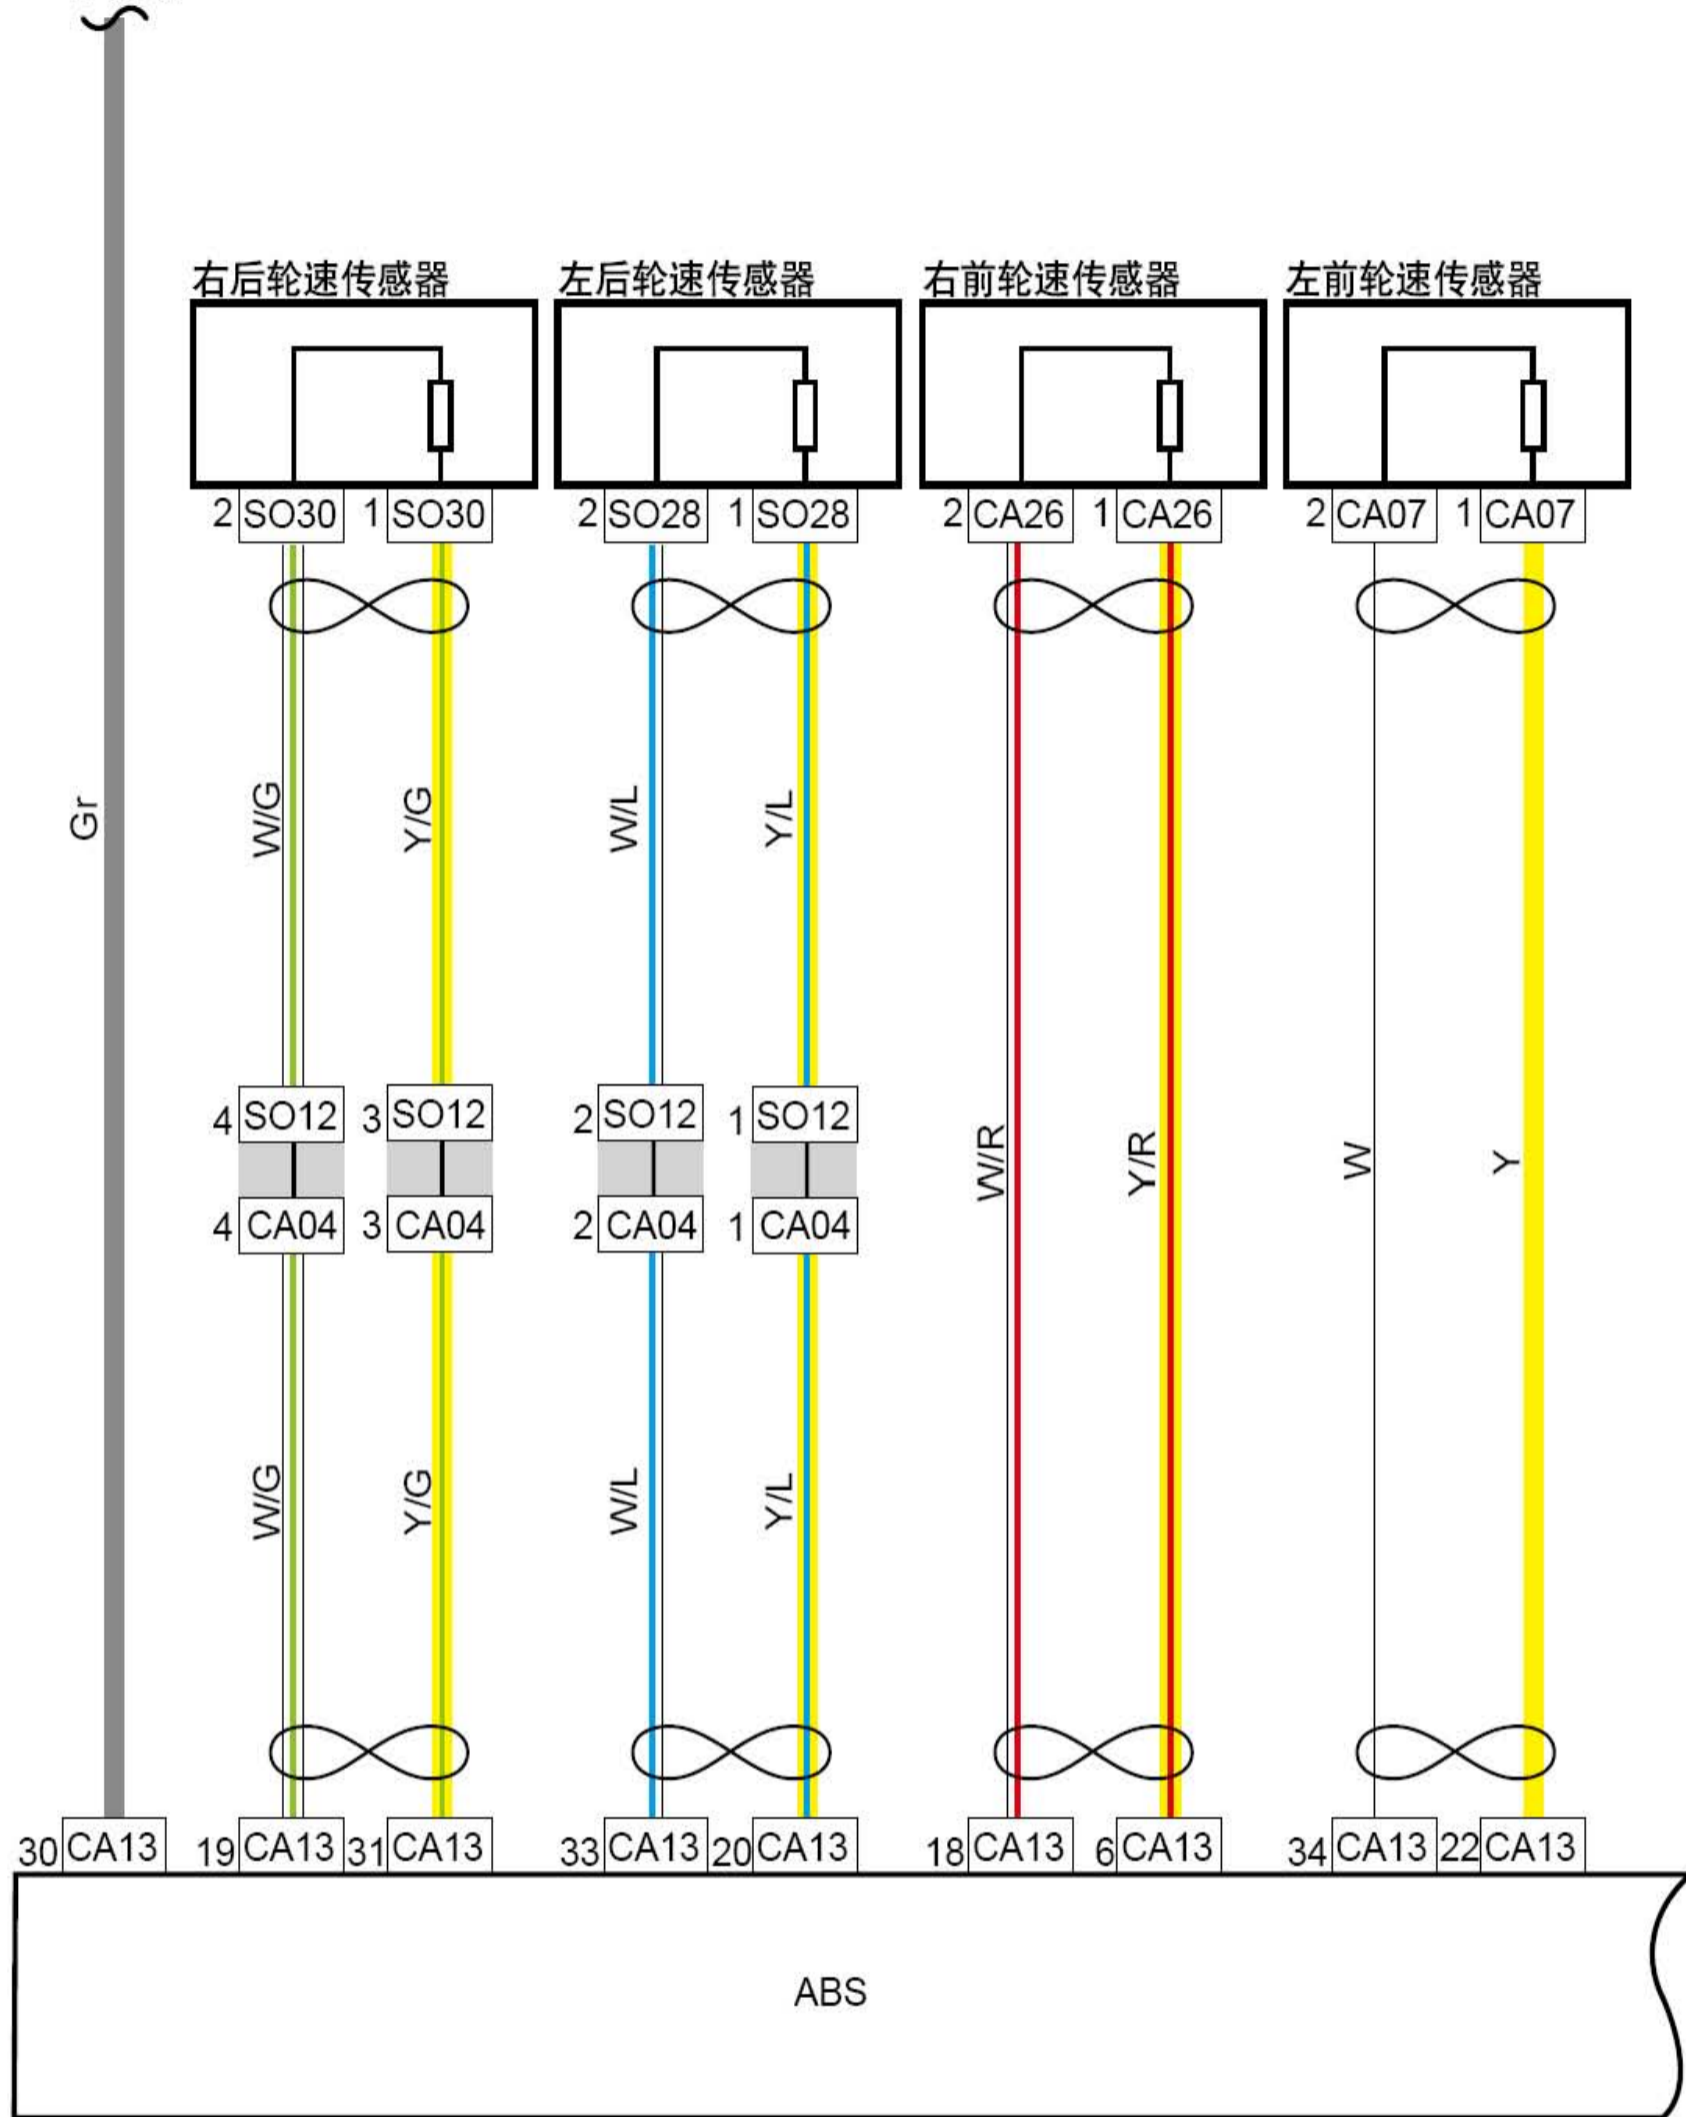 右后轮速传感器 左后轮速传感器 右前轮速传感器 左前轮速传感器
2 SO30 1 SO30 2 SO28 1 SO28 2 CA26 1 CA26 2 CA07 1 CA07
Gr W/G Y/G W/L Y/L
4 SO12 3 SO12 2 SO12 1 SO12
W/R Y/R W Y
4 CA04 3 CA04 2 CA04 1 CA04
W/G Y/G W/L Y/L
30 CA13 19 CA13 31 CA13 33 CA13 20 CA13 18 CA13 6 CA13 34 CA13 22 CA13
ABS